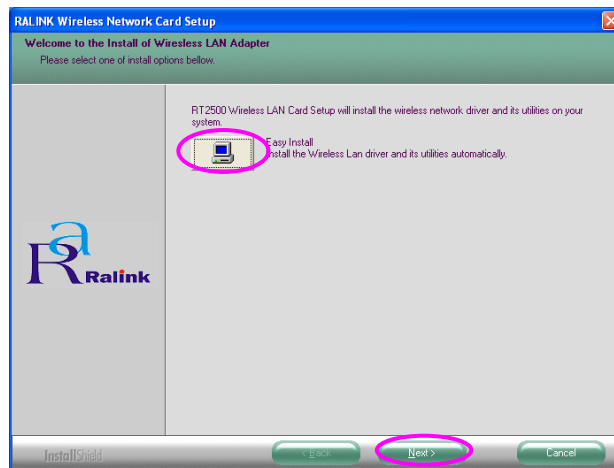 RALINK Wireless Network Card Setup
Welcome to the Install of Wiresless LAN Adapter
Please select one of install options bellow.
RT2500 Wireless LAN Card Setup will install the wireless network driver and its utilities on your
system.
Easy Install
Install the Wireless Lan driver and its utilities automatically.
Ra
Ralink
InstallShield
< Back
Next >
Cancel